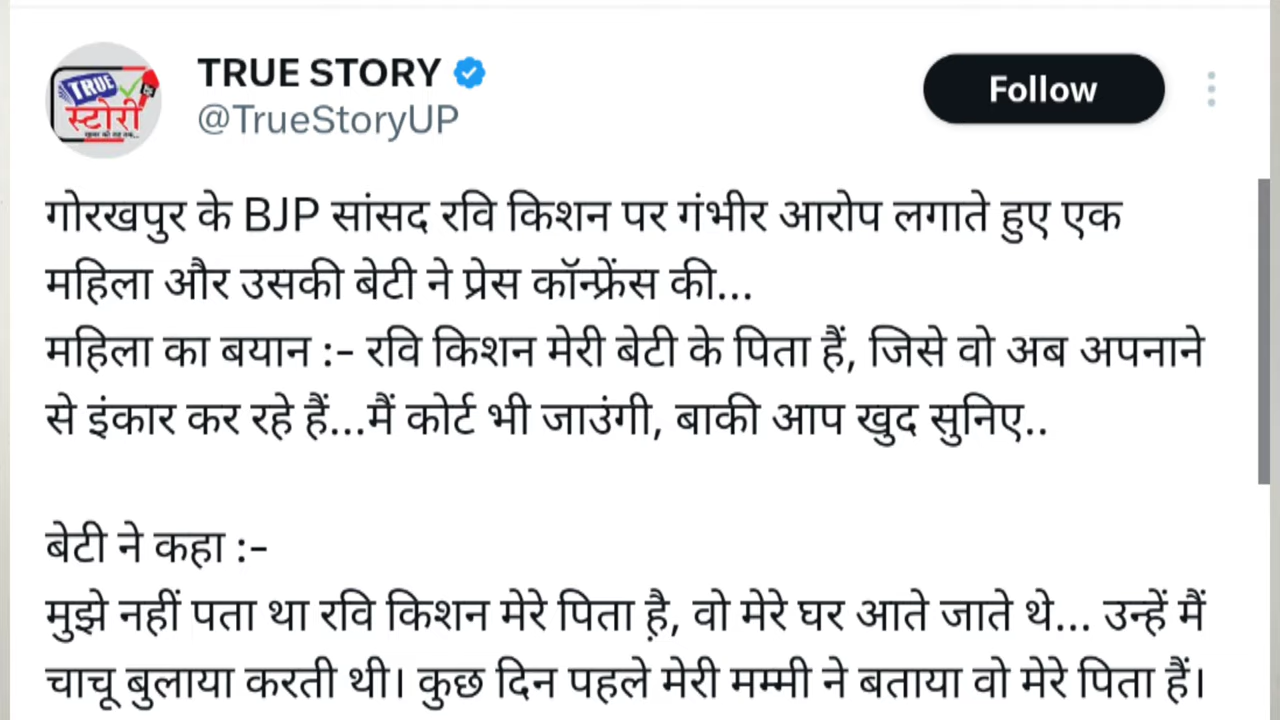 TRUE STORY
@TrueStoryUP
Follow
TRUE
स्टोरी
गोरखपुर के BJP सांसद रवि किशन पर गंभीर आरोप लगाते हुए एक
महिला और उसकी बेटी ने प्रेस कॉन्फ्रेंस की...
महिला का बयान :- रवि किशन मेरी बेटी के पिता हैं, जिसे वो अब अपनाने
से इंकार कर रहे हैं...मैं कोर्ट भी जाउंगी, बाकी आप खुद सुनिए..
बेटी ने कहा :-
मुझे नहीं पता था रवि किशन मेरे पिता है़, वो मेरे घर आते जाते थे... उन्हें मैं
चाचू बुलाया करती थी। कुछ दिन पहले मेरी मम्मी ने बताया वो मेरे पिता हैं।